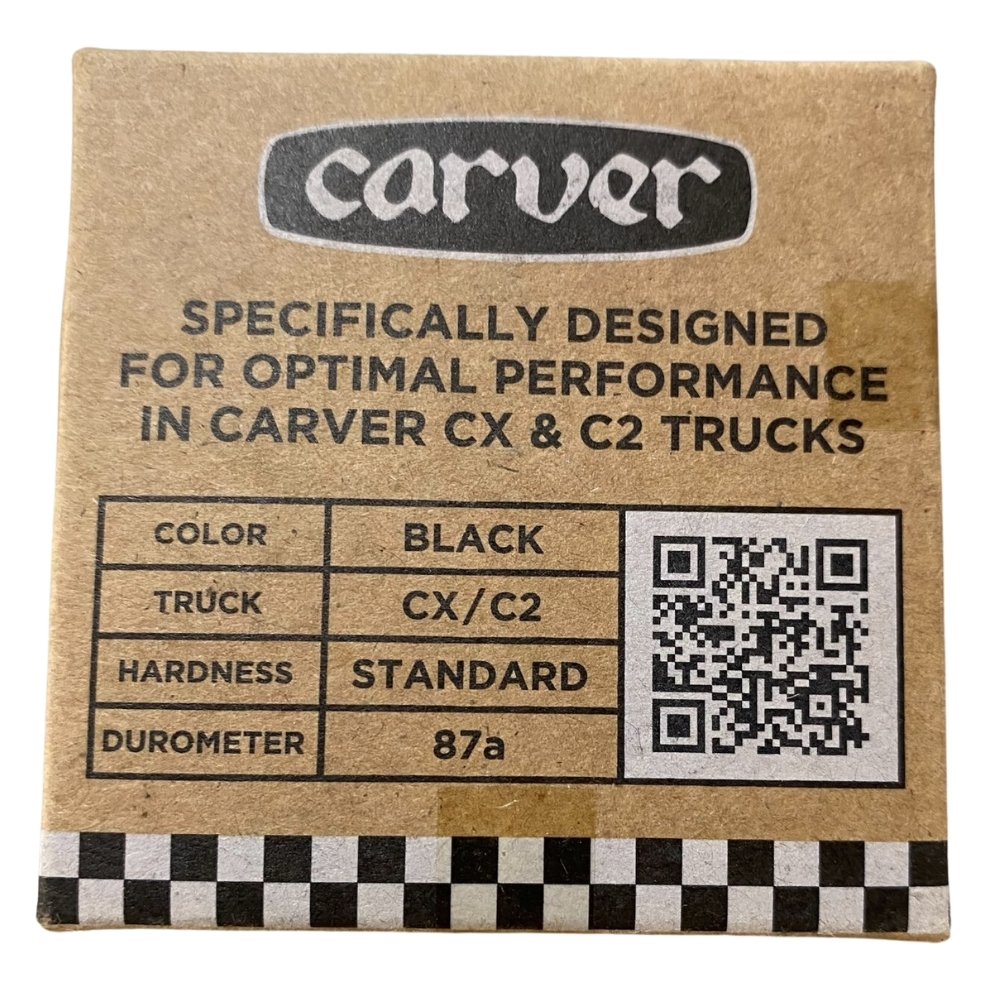 carver
SPECIFICALLY DESIGNED
FOR OPTIMAL PERFORMANCE
IN CARVER CX & C2 TRUCKS
COLOR BLACK
TRUCK CX/C2
HARDNESS STANDARD
DUROMETER 87a